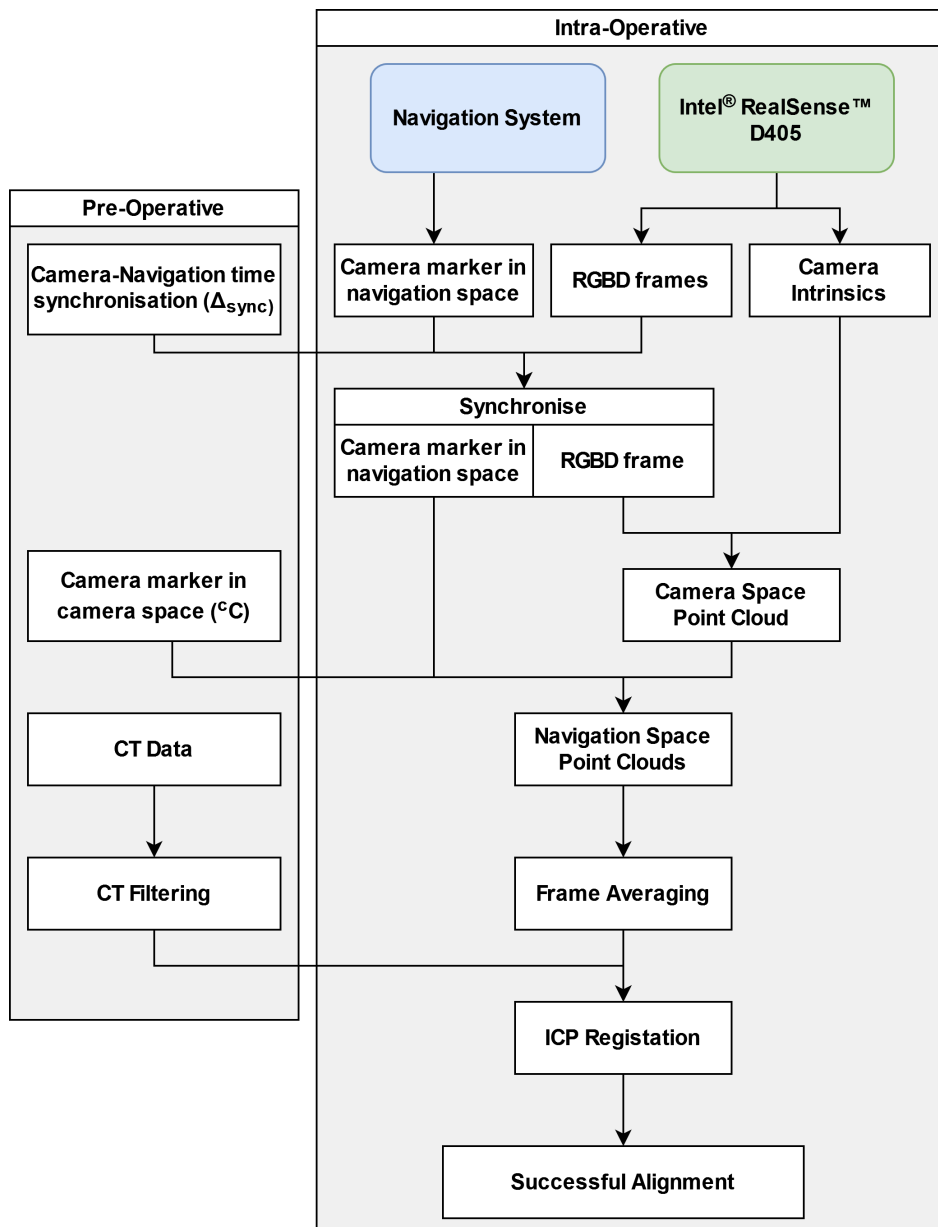 Intra-Operative
Navigation System
Intel® RealSense™
D405
Pre-Operative
Camera-Navigation time
synchronisation (Δsync)
Camera marker in
navigation space
RGBD frames
Camera
Intrinsics
Synchronise
Camera marker in
navigation space
RGBD frame
Camera marker in
camera space (ᶜC)
Camera Space
Point Cloud
CT Data
Navigation Space
Point Clouds
CT Filtering
Frame Averaging
ICP Registation
Successful Alignment